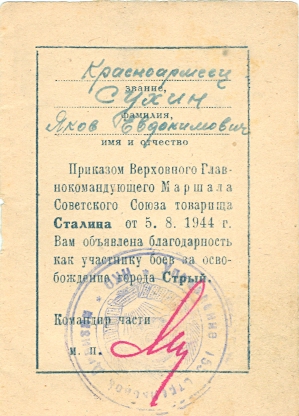 Красноармеец
звание,
Сухин
фамилия,
Яков Евдокимович
имя и отчество
Приказом Верховного Глав-
нокомандующего Маршала
Советского Союза товарища
Сталина от 5. 8. 1944 г.
Вам объявлена благодарность
как участнику боев за осво-
бождение города Стрый.
Командир части
м. п.